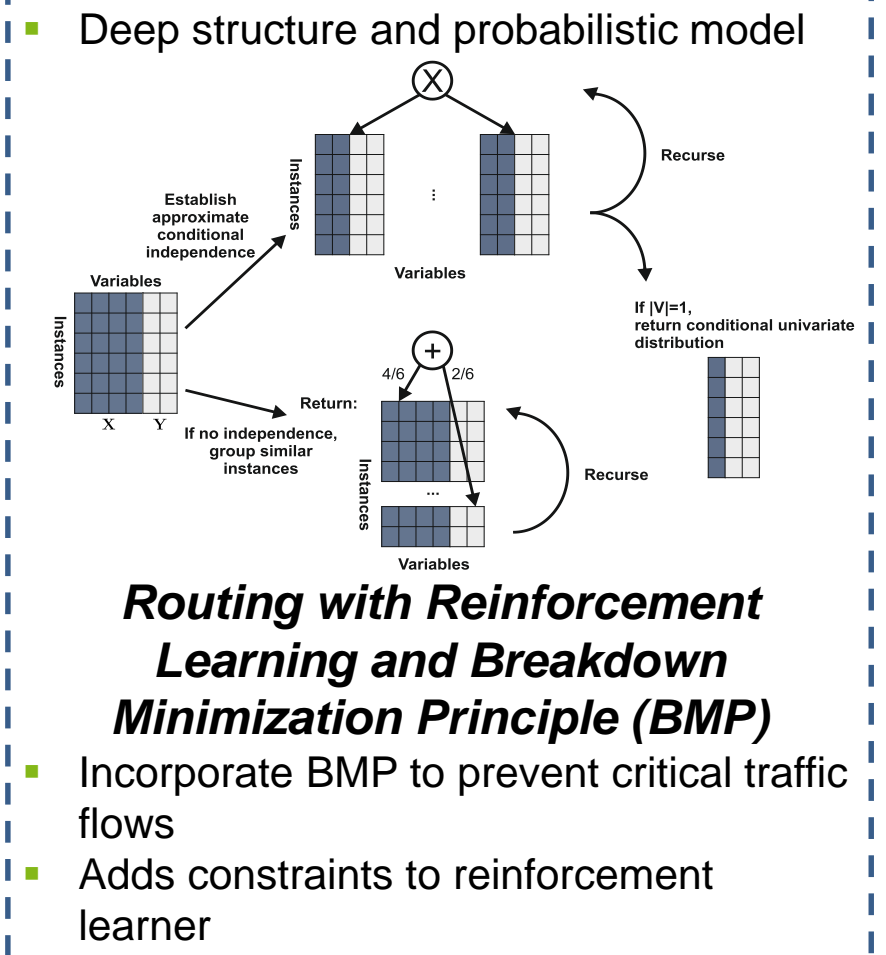 Deep structure and probabilistic model
X
Instances
...
Variables
Recurse
Establish
approximate
conditional
independence
Variables
Instances
X Y
If |V|=1,
return conditional univariate
distribution
+
4/6 2/6
Return:
If no independence,
group similar
instances
Instances
...
Variables
Recurse
Routing with Reinforcement
Learning and Breakdown
Minimization Principle (BMP)
Incorporate BMP to prevent critical traffic
flows
Adds constraints to reinforcement
learner